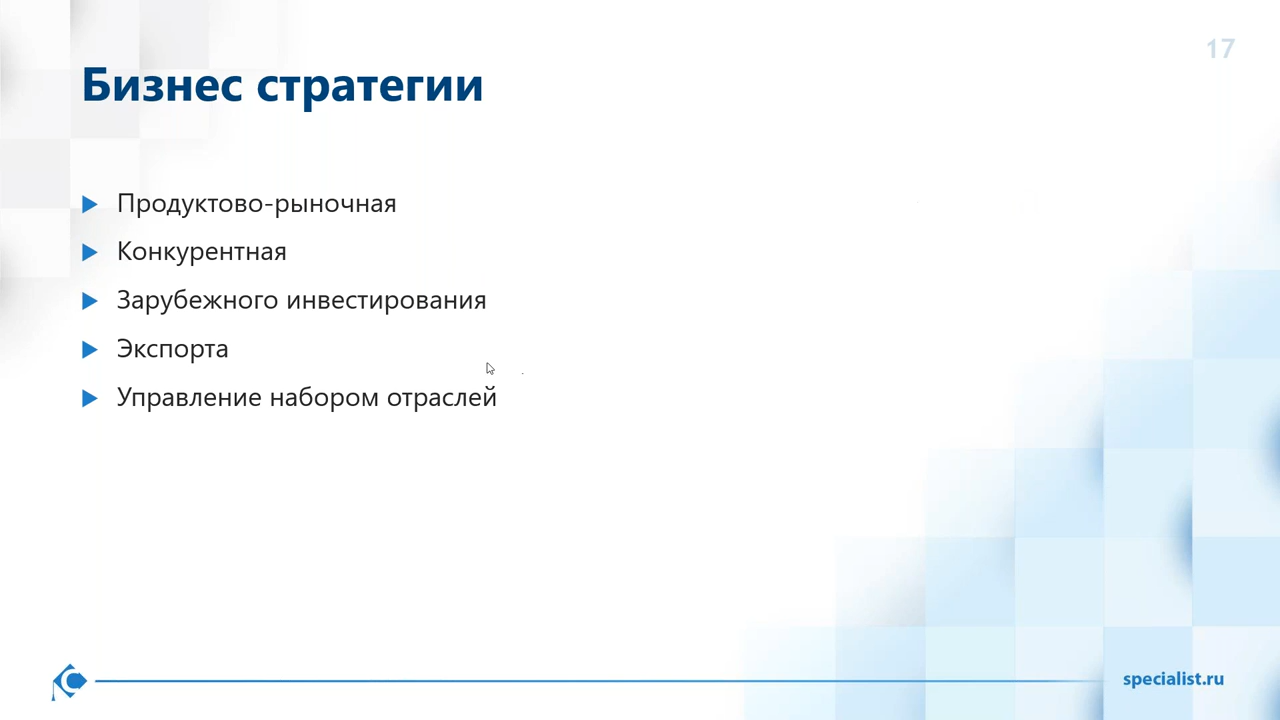 17
Бизнес стратегии
Продуктово-рыночная
Конкурентная
Зарубежного инвестирования
Экспорта
Управление набором отраслей
specialist.ru